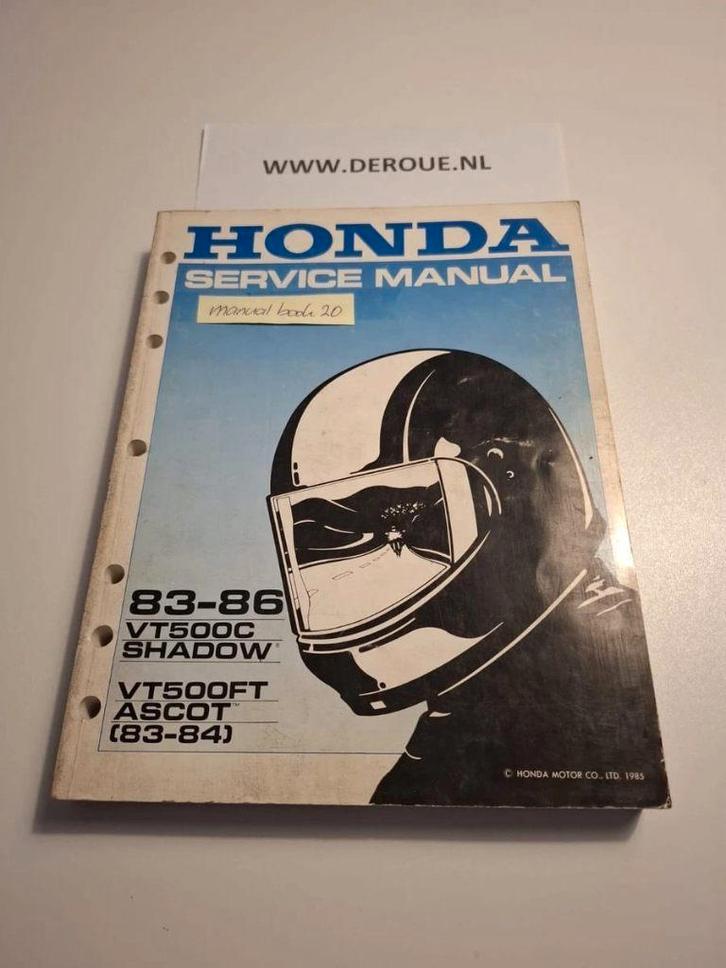 WWW.DEROUE.NL
HONDA
SERVICE MANUAL
manual book 20
83-86
VT500C
SHADOW®
VT500FT
ASCOT™
(83-84)
© HONDA MOTOR CO., LTD. 1985